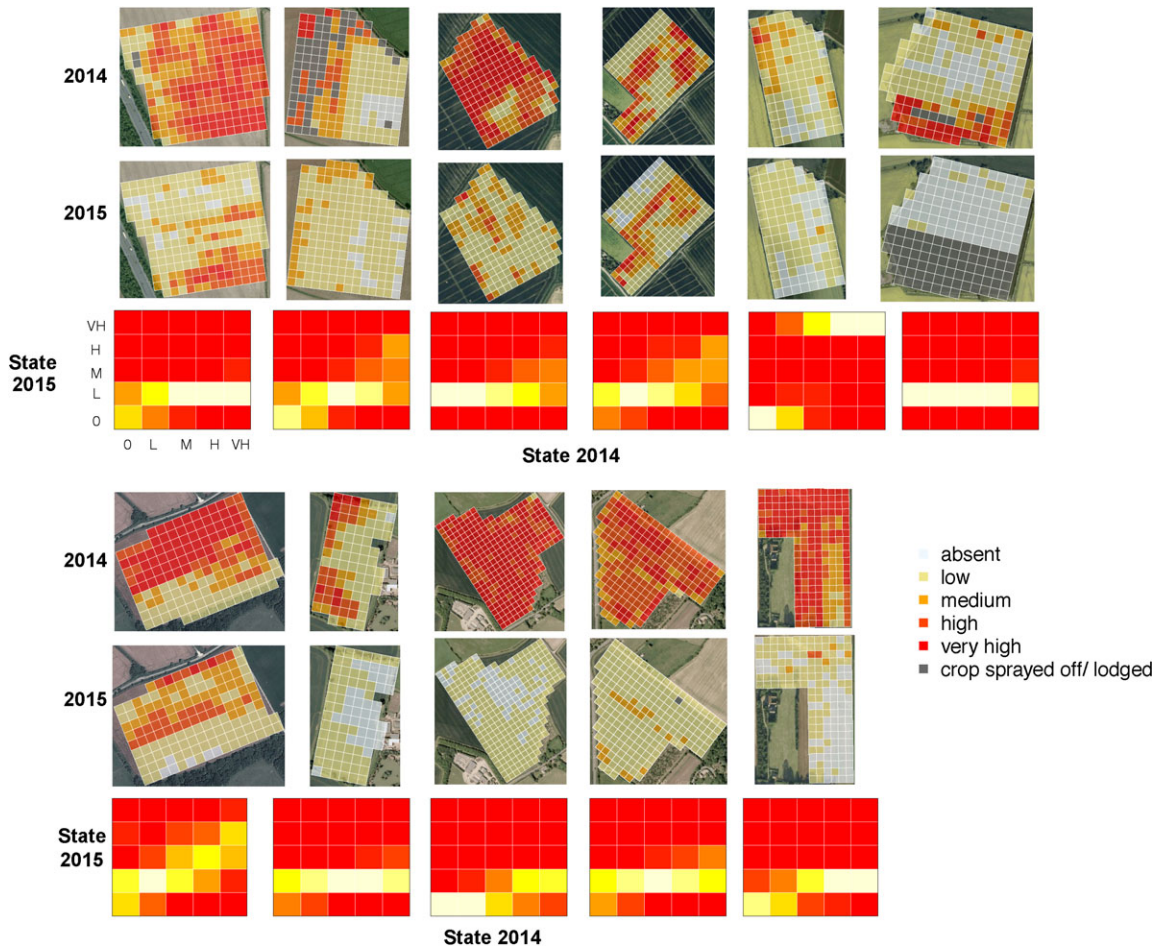 2014
2015
State
2015
VH
H
M
L
0
0 L M H VH
State 2014
2014
2015
absent
low
medium
high
very high
crop sprayed off/ lodged
State
2015
State 2014